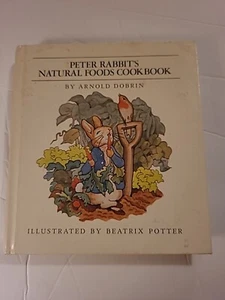 PETER RABBIT'S
NATURAL FOODS COOKBOOK
BY ARNOLD DOBRIN
ILLUSTRATED BY BEATRIX POTTER